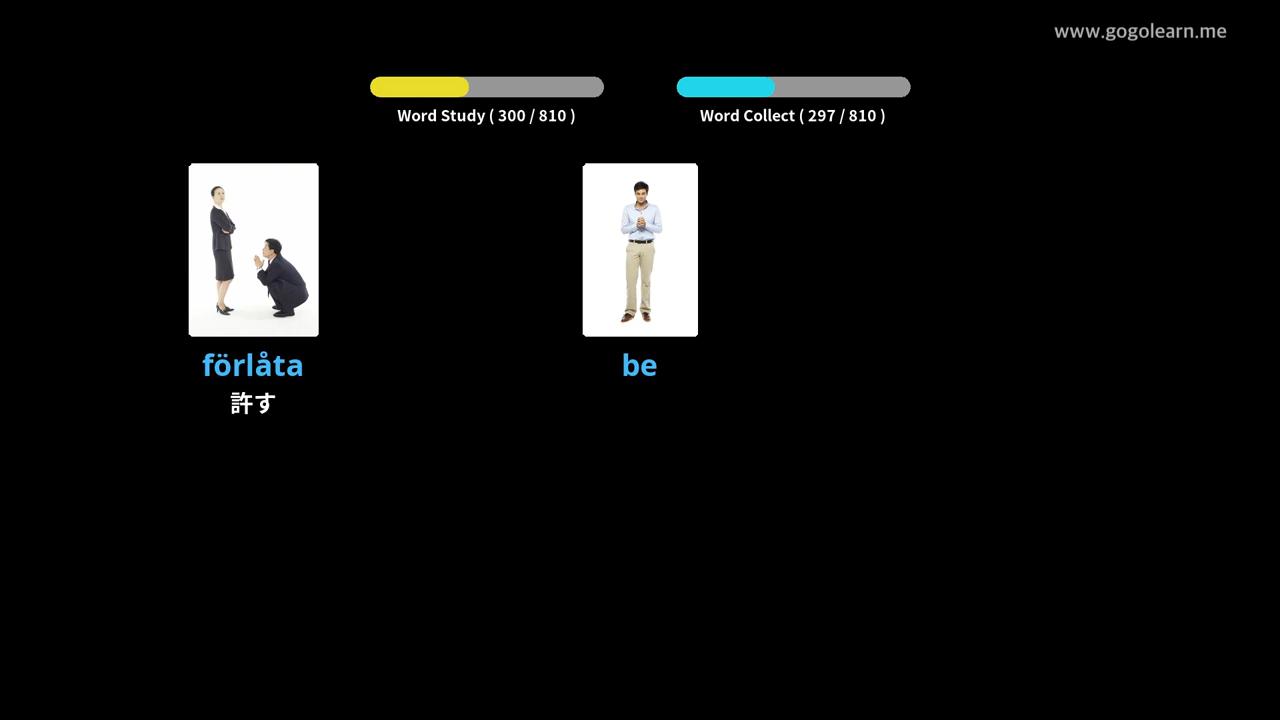 www.gogolearn.me
Word Study ( 300 / 810 )
Word Collect ( 297 / 810 )
förlåta
許す
be